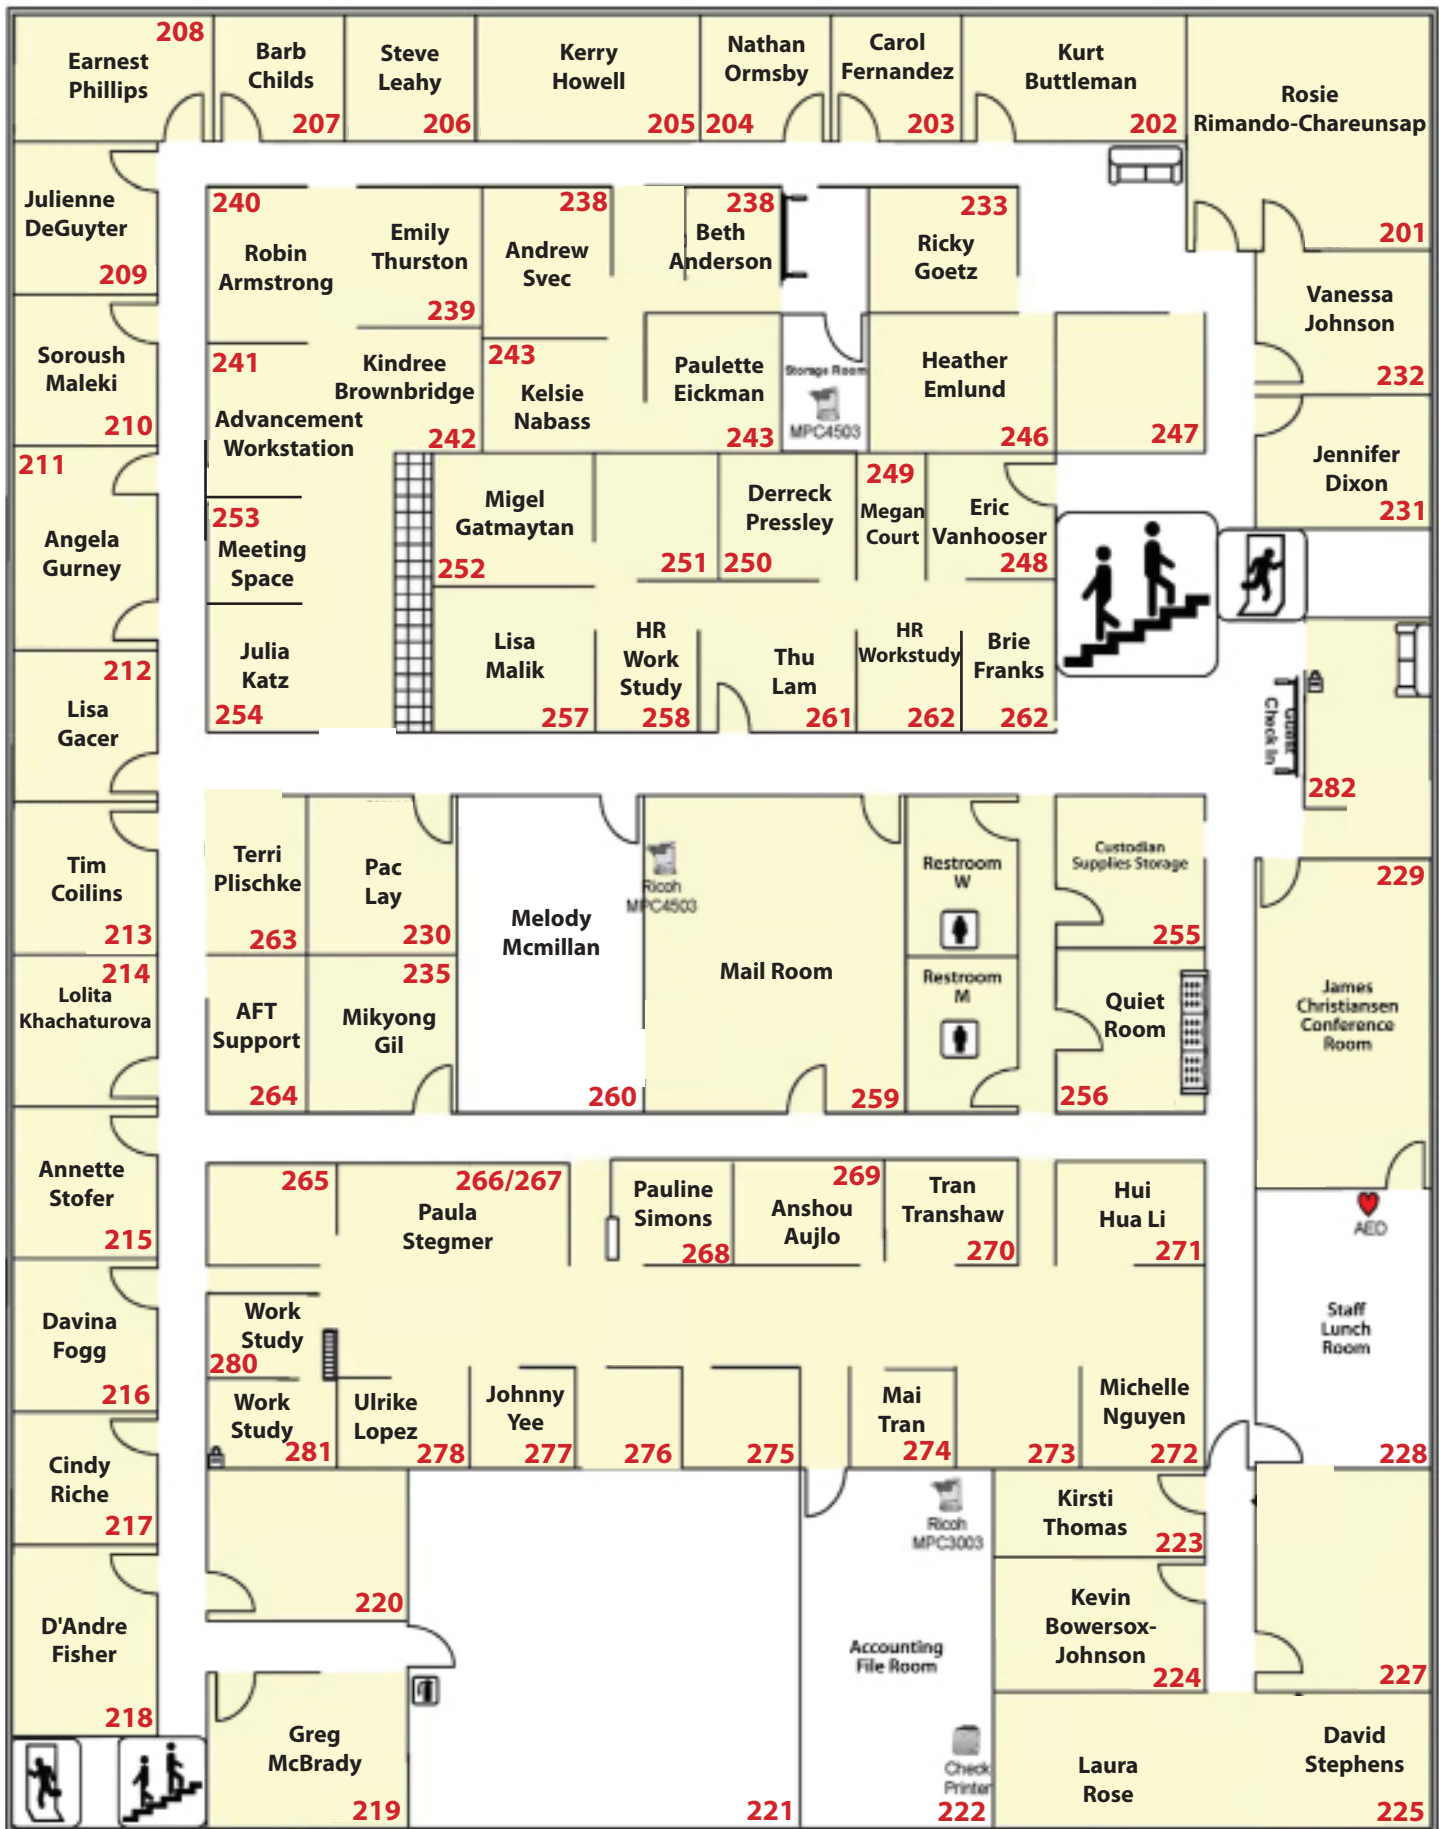 208
Earnest
Phillips
Barb
Childs
207
Steve
Leahy
206
Kerry
Howell
205
Nathan
Ormsby
204
Carol
Fernandez
203
Kurt
Buttleman
202
Rosie
Rimando-Chareunsap
201
Julienne
DeGuyter
209
240
Robin
Armstrong
Emily
Thurston
239
238
Andrew
Svec
238
Beth
Anderson
233
Ricky
Goetz
Vanessa
Johnson
232
Soroush
Maleki
210
241
Advancement
Workstation
Kindree
Brownbridge
242
243
Kelsie
Nabass
Paulette
Eickman
243
Storage Room
MPC4503
Heather
Emlund
246
247
Jennifer
Dixon
231
211
Angela
Gurney
253
Meeting
Space
Migel
Gatmaytan
252
251
Derreck
Pressley
250
249
Megan
Court
Eric
Vanhooser
248
212
Lisa
Gacer
Julia
Katz
254
Lisa
Malik
257
HR
Work
Study
258
Thu
Lam
261
HR
Workstudy
262
Brie
Franks
262
Guest
Check In
282
Tim
Coilins
213
Terri
Plischke
263
Pac
Lay
230
Melody
Mcmillan
260
Ricoh
MPC4503
Mail Room
259
Restroom
W
Restroom
M
Custodian
Supplies Storage
255
229
James
Christiansen
Conference
Room
214
Lolita
Khachaturova
AFT
Support
264
235
Mikyong
Gil
Quiet
Room
256
Annette
Stofer
215
265
266/267
Paula
Stegmer
Pauline
Simons
268
269
Anshou
Aujlo
Tran
Transhaw
270
Hui
Hua Li
271
AED
Staff
Lunch
Room
228
Davina
Fogg
216
Work
Study
280
Work
Study
281
Ulrike
Lopez
278
Johnny
Yee
277
276
275
Mai
Tran
274
273
Michelle
Nguyen
272
Cindy
Riche
217
220
Ricoh
MPC3003
Kirsti
Thomas
223
D'Andre
Fisher
218
Accounting
File Room
Kevin
Bowersox-
Johnson
224
227
Greg
McBrady
219
221
Check
Printer
222
Laura
Rose
David
Stephens
225